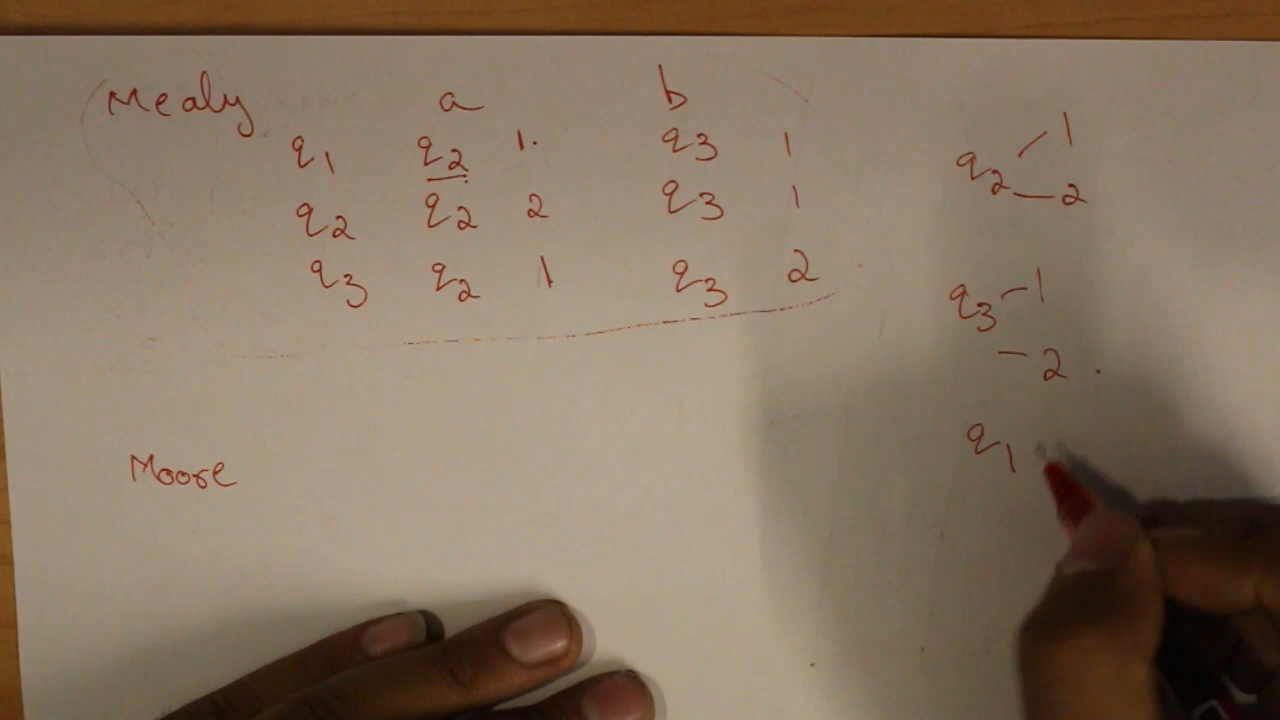 Mealy a b
q1 q2 1. q3 1
q2 q2 2 q3 1
q3 q2 1 q3 2
q2 1
2
q3 1
2.
q1
Moore